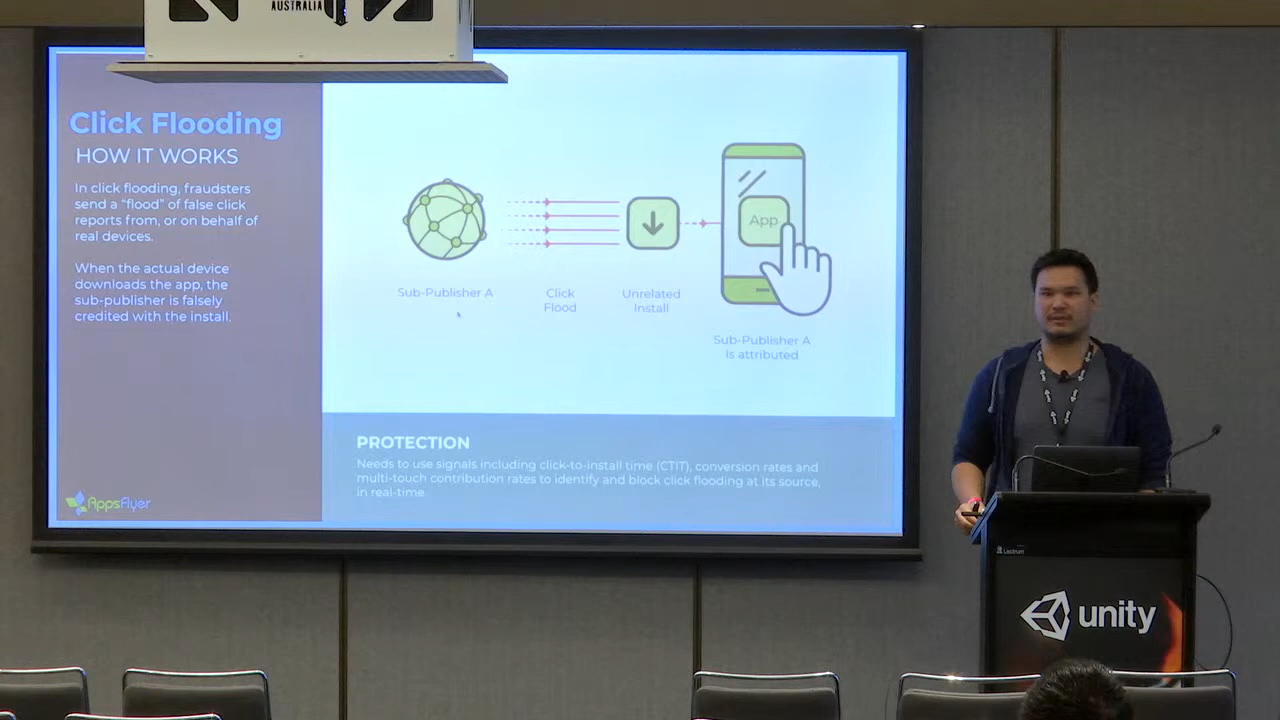 AUSTRALIA
Click Flooding
HOW IT WORKS
In click flooding, fraudsters
send a “flood” of false click
reports from, or on behalf of
real devices.
When the actual device
downloads the app, the
sub-publisher is falsely
credited with the install.
AppsFlyer
Sub-Publisher A
Click
Flood
Unrelated
Install
App
Sub-Publisher A
is attributed
PROTECTION
Needs to use signals including click-to-install time (CTIT), conversion rates and
multi-touch contribution rates to identify and block click flooding at its source,
in real-time.
Lectrum
unity